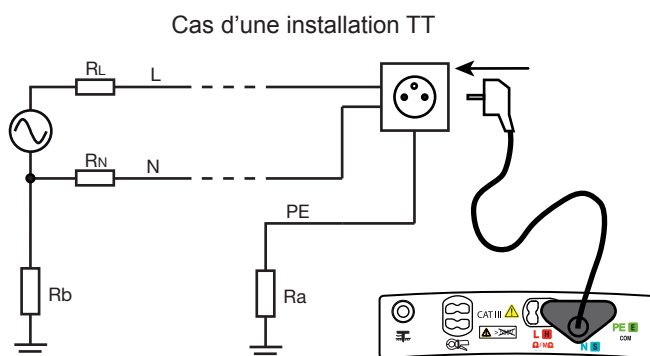 Cas d'une installation TT
RL
L
RN
N
PE
Rb
Ra
CAT III
L H
Ω/MΩ
N S
PE E
COM